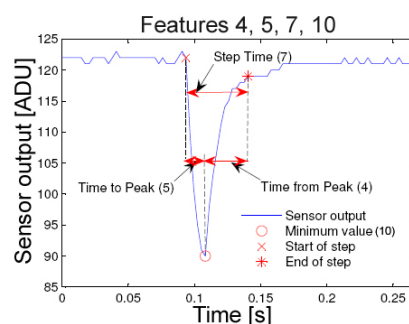 Features 4, 5, 7, 10
Sensor output [ADU]
125
120
115
110
105
100
95
90
85
Step Time (7)
Time to Peak (5)
Time from Peak (4)
Sensor output
Minimum value (10)
Start of step
End of step
0
0.05
0.1
0.15
0.2
0.25
Time [s]